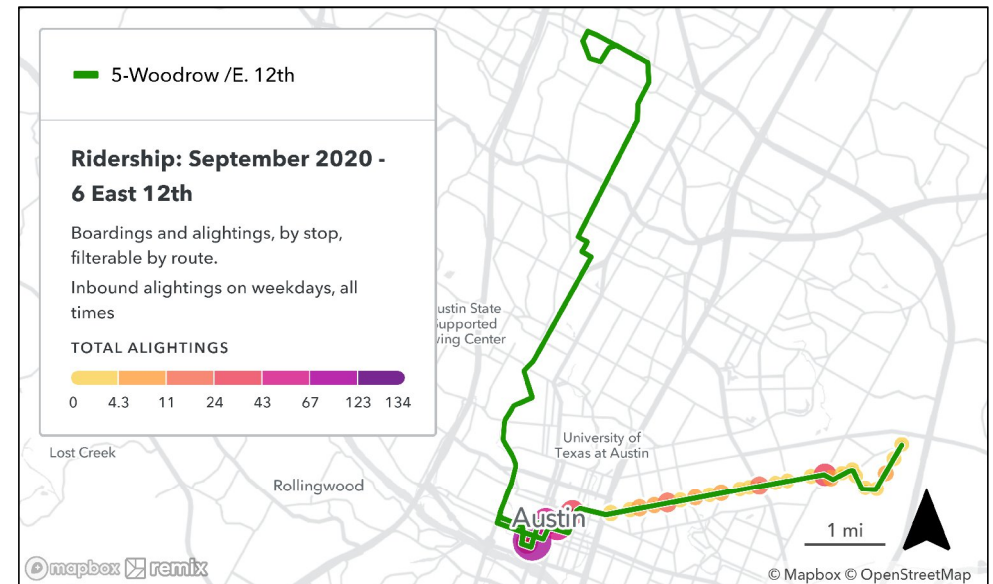 5-Woodrow /E. 12th
Ridership: September 2020 -
6 East 12th
Boardings and alightings, by stop,
filterable by route.
Inbound alightings on weekdays, all
times
TOTAL ALIGHTINGS
0 4.3 11 24 43 67 123 134
ustin State
upported
ving Center
University of
Texas at Austin
Lost Creek
Rollingwood
Austin
1 mi
mapbox remix
© Mapbox © OpenStreetMap